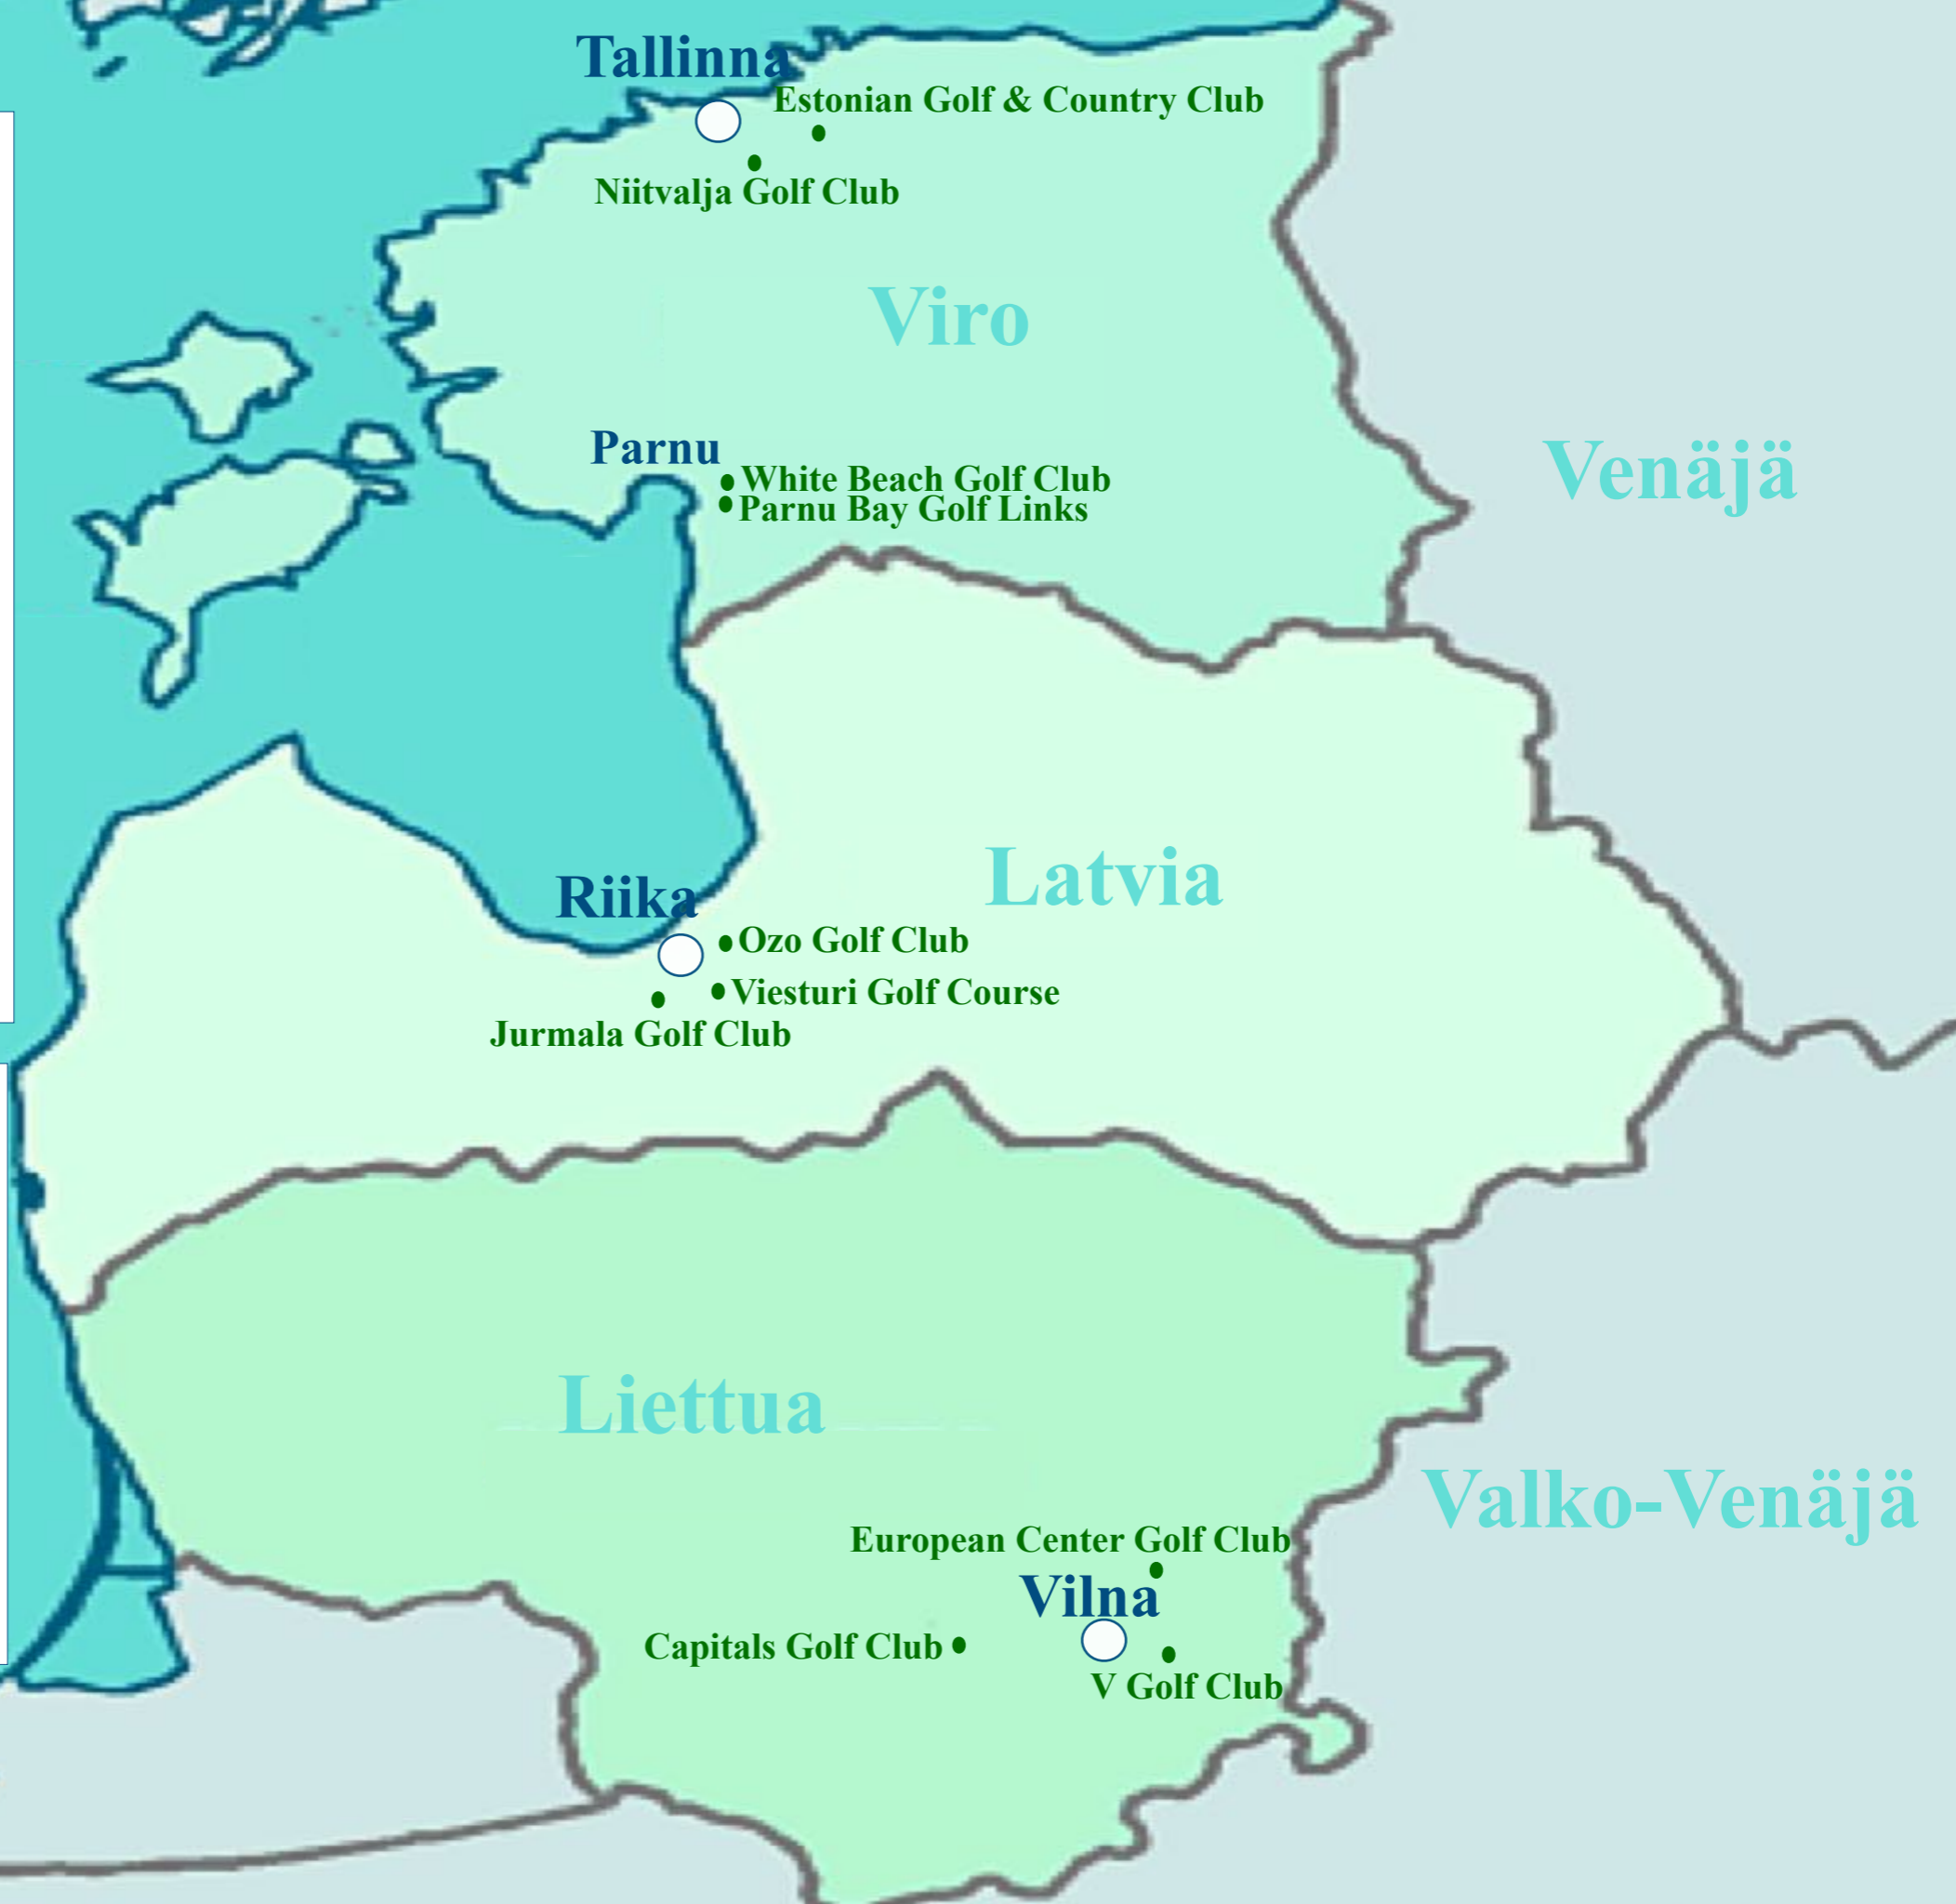 Tallinna
Estonian Golf & Country Club
Niitvalja Golf Club
Viro
Parnu
White Beach Golf Club
Parnu Bay Golf Links
Venäjä
Latvia
Riika
Ozo Golf Club
Viesturi Golf Course
Jurmala Golf Club
Liettua
Valko-Venäjä
European Center Golf Club
Vilna
Capitals Golf Club
V Golf Club